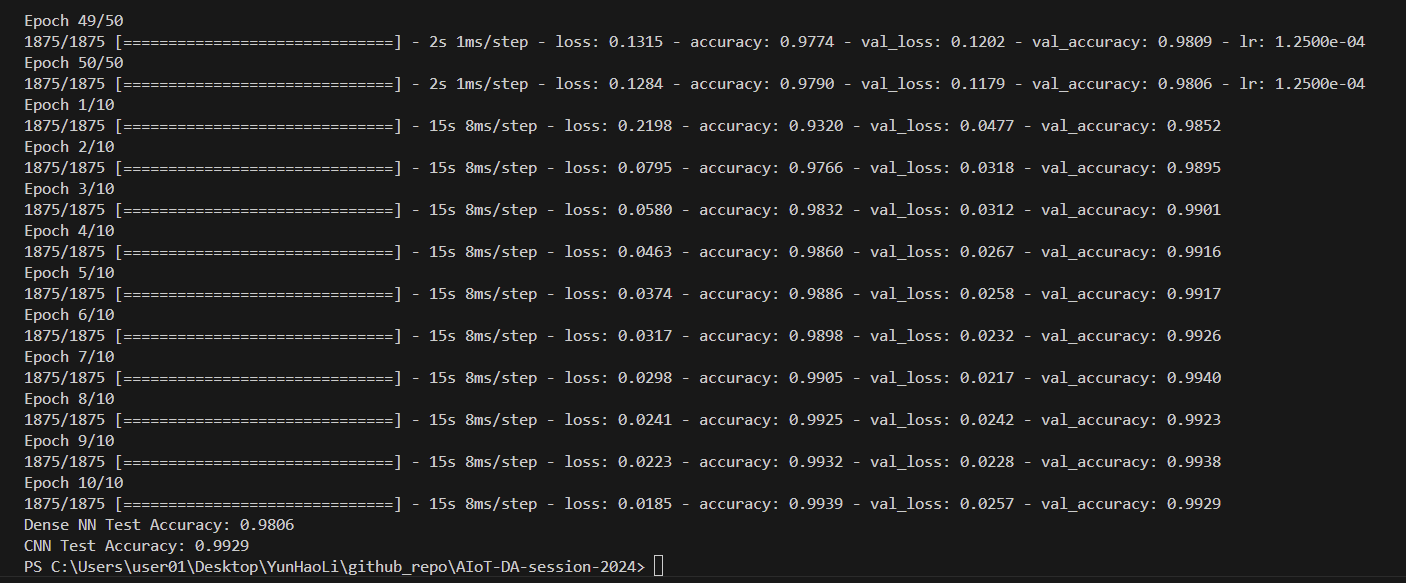 Epoch 49/50
1875/1875 [==============================] - 2s 1ms/step - loss: 0.1315 - accuracy: 0.9774 - val_loss: 0.1202 - val_accuracy: 0.9809 - lr: 1.2500e-04
Epoch 50/50
1875/1875 [==============================] - 2s 1ms/step - loss: 0.1284 - accuracy: 0.9790 - val_loss: 0.1179 - val_accuracy: 0.9806 - lr: 1.2500e-04
Epoch 1/10
1875/1875 [==============================] - 15s 8ms/step - loss: 0.2198 - accuracy: 0.9320 - val_loss: 0.0477 - val_accuracy: 0.9852
Epoch 2/10
1875/1875 [==============================] - 15s 8ms/step - loss: 0.0795 - accuracy: 0.9766 - val_loss: 0.0318 - val_accuracy: 0.9895
Epoch 3/10
1875/1875 [==============================] - 15s 8ms/step - loss: 0.0580 - accuracy: 0.9832 - val_loss: 0.0312 - val_accuracy: 0.9901
Epoch 4/10
1875/1875 [==============================] - 15s 8ms/step - loss: 0.0463 - accuracy: 0.9860 - val_loss: 0.0267 - val_accuracy: 0.9916
Epoch 5/10
1875/1875 [==============================] - 15s 8ms/step - loss: 0.0374 - accuracy: 0.9886 - val_loss: 0.0258 - val_accuracy: 0.9917
Epoch 6/10
1875/1875 [==============================] - 15s 8ms/step - loss: 0.0317 - accuracy: 0.9898 - val_loss: 0.0232 - val_accuracy: 0.9926
Epoch 7/10
1875/1875 [==============================] - 15s 8ms/step - loss: 0.0298 - accuracy: 0.9905 - val_loss: 0.0217 - val_accuracy: 0.9940
Epoch 8/10
1875/1875 [==============================] - 15s 8ms/step - loss: 0.0241 - accuracy: 0.9925 - val_loss: 0.0242 - val_accuracy: 0.9923
Epoch 9/10
1875/1875 [==============================] - 15s 8ms/step - loss: 0.0223 - accuracy: 0.9932 - val_loss: 0.0228 - val_accuracy: 0.9938
Epoch 10/10
1875/1875 [==============================] - 15s 8ms/step - loss: 0.0185 - accuracy: 0.9939 - val_loss: 0.0257 - val_accuracy: 0.9929
Dense NN Test Accuracy: 0.9806
CNN Test Accuracy: 0.9929
PS C:\Users\user01\Desktop\YunHaoLi\github_repo\AIoT-DA-session-2024>